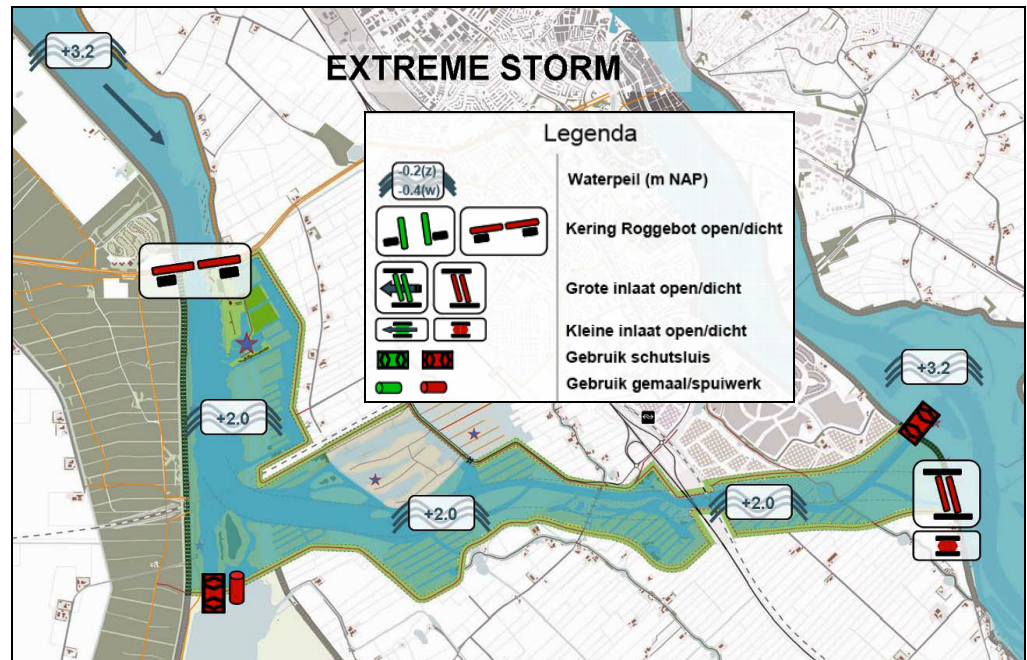 +3.2
EXTREME STORM
Legenda
-0.2(z)
-0.4(w)
Waterpeil (m NAP)
Kering Roggebot open/dicht
Grote inlaat open/dicht
Kleine inlaat open/dicht
Gebruik schutsluis
Gebruik gemaal/spuiwerk
+3.2
+2.0
+2.0
+2.0